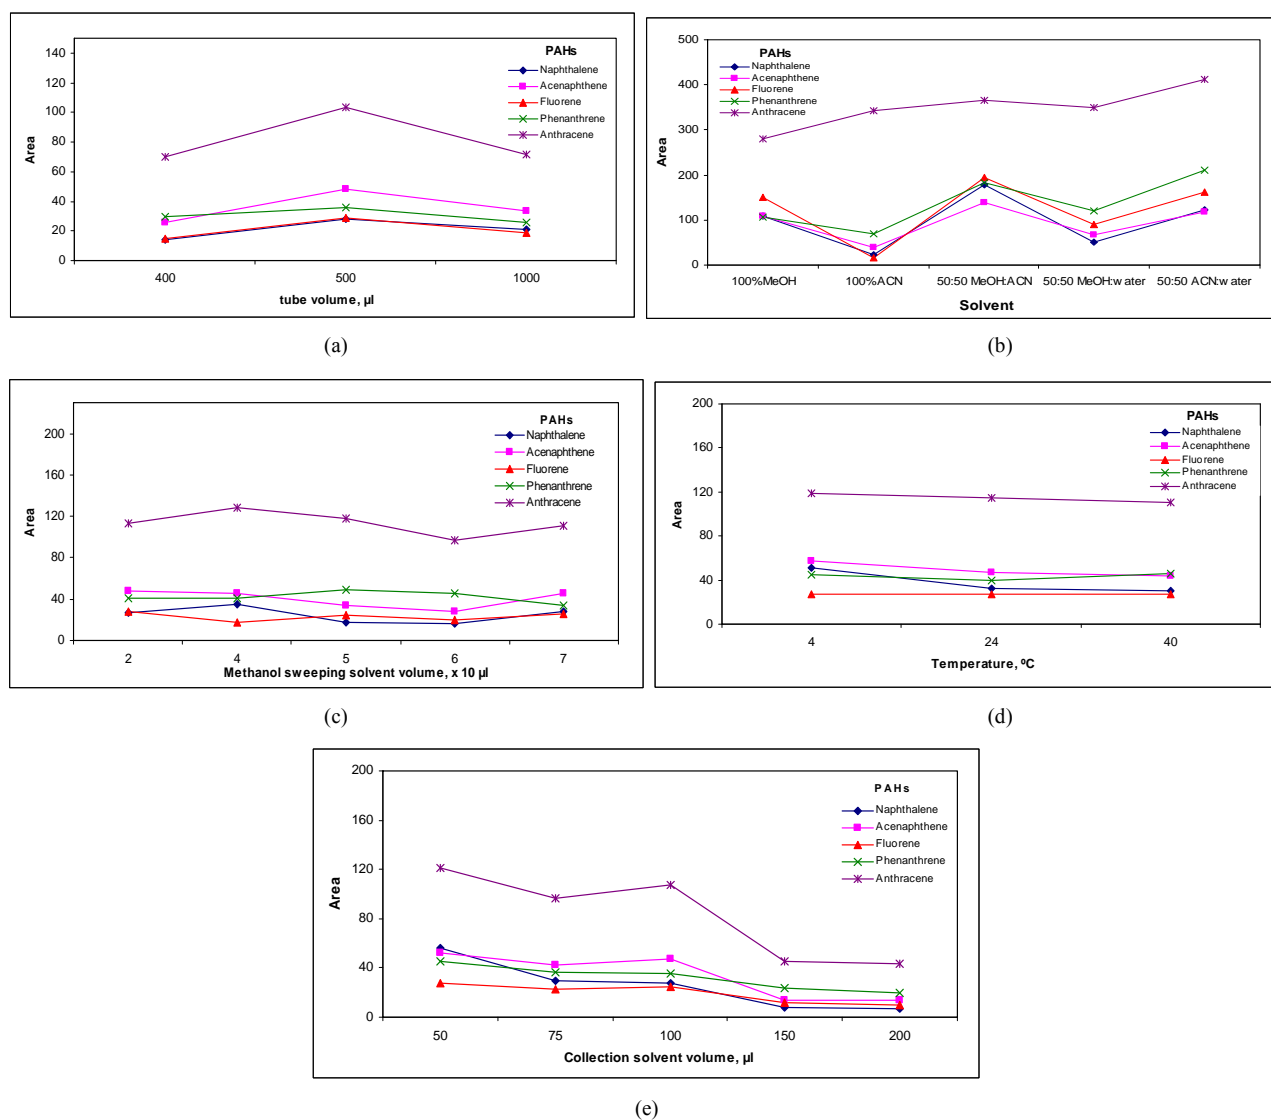 PAHs
Naphthalene
Acenaphthene
Fluorene
Phenanthrene
Anthracene
Area
140
120
100
80
60
40
20
0
400 500 1000
tube volume, µl
(a)
PAHs
Naphthalene
Acenaphthene
Fluorene
Phenanthrene
Anthracene
Area
500
400
300
200
100
0
100%MeOH 100%ACN 50:50 MeOH:ACN 50:50 MeOH:water 50:50 ACN:water
Solvent
(b)
PAHs
Naphthalene
Acenaphthene
Fluorene
Phenanthrene
Anthracene
Area
200
160
120
80
40
0
2 4 5 6 7
Methanol sweeping solvent volume, x 10 µl
(c)
PAHs
Naphthalene
Acenaphthene
Fluorene
Phenanthrene
Anthracene
Area
200
160
120
80
40
0
4 24 40
Temperature, ºC
(d)
PAHs
Naphthalene
Acenaphthene
Fluorene
Phenanthrene
Anthracene
Area
200
160
120
80
40
0
50 75 100 150 200
Collection solvent volume, µl
(e)